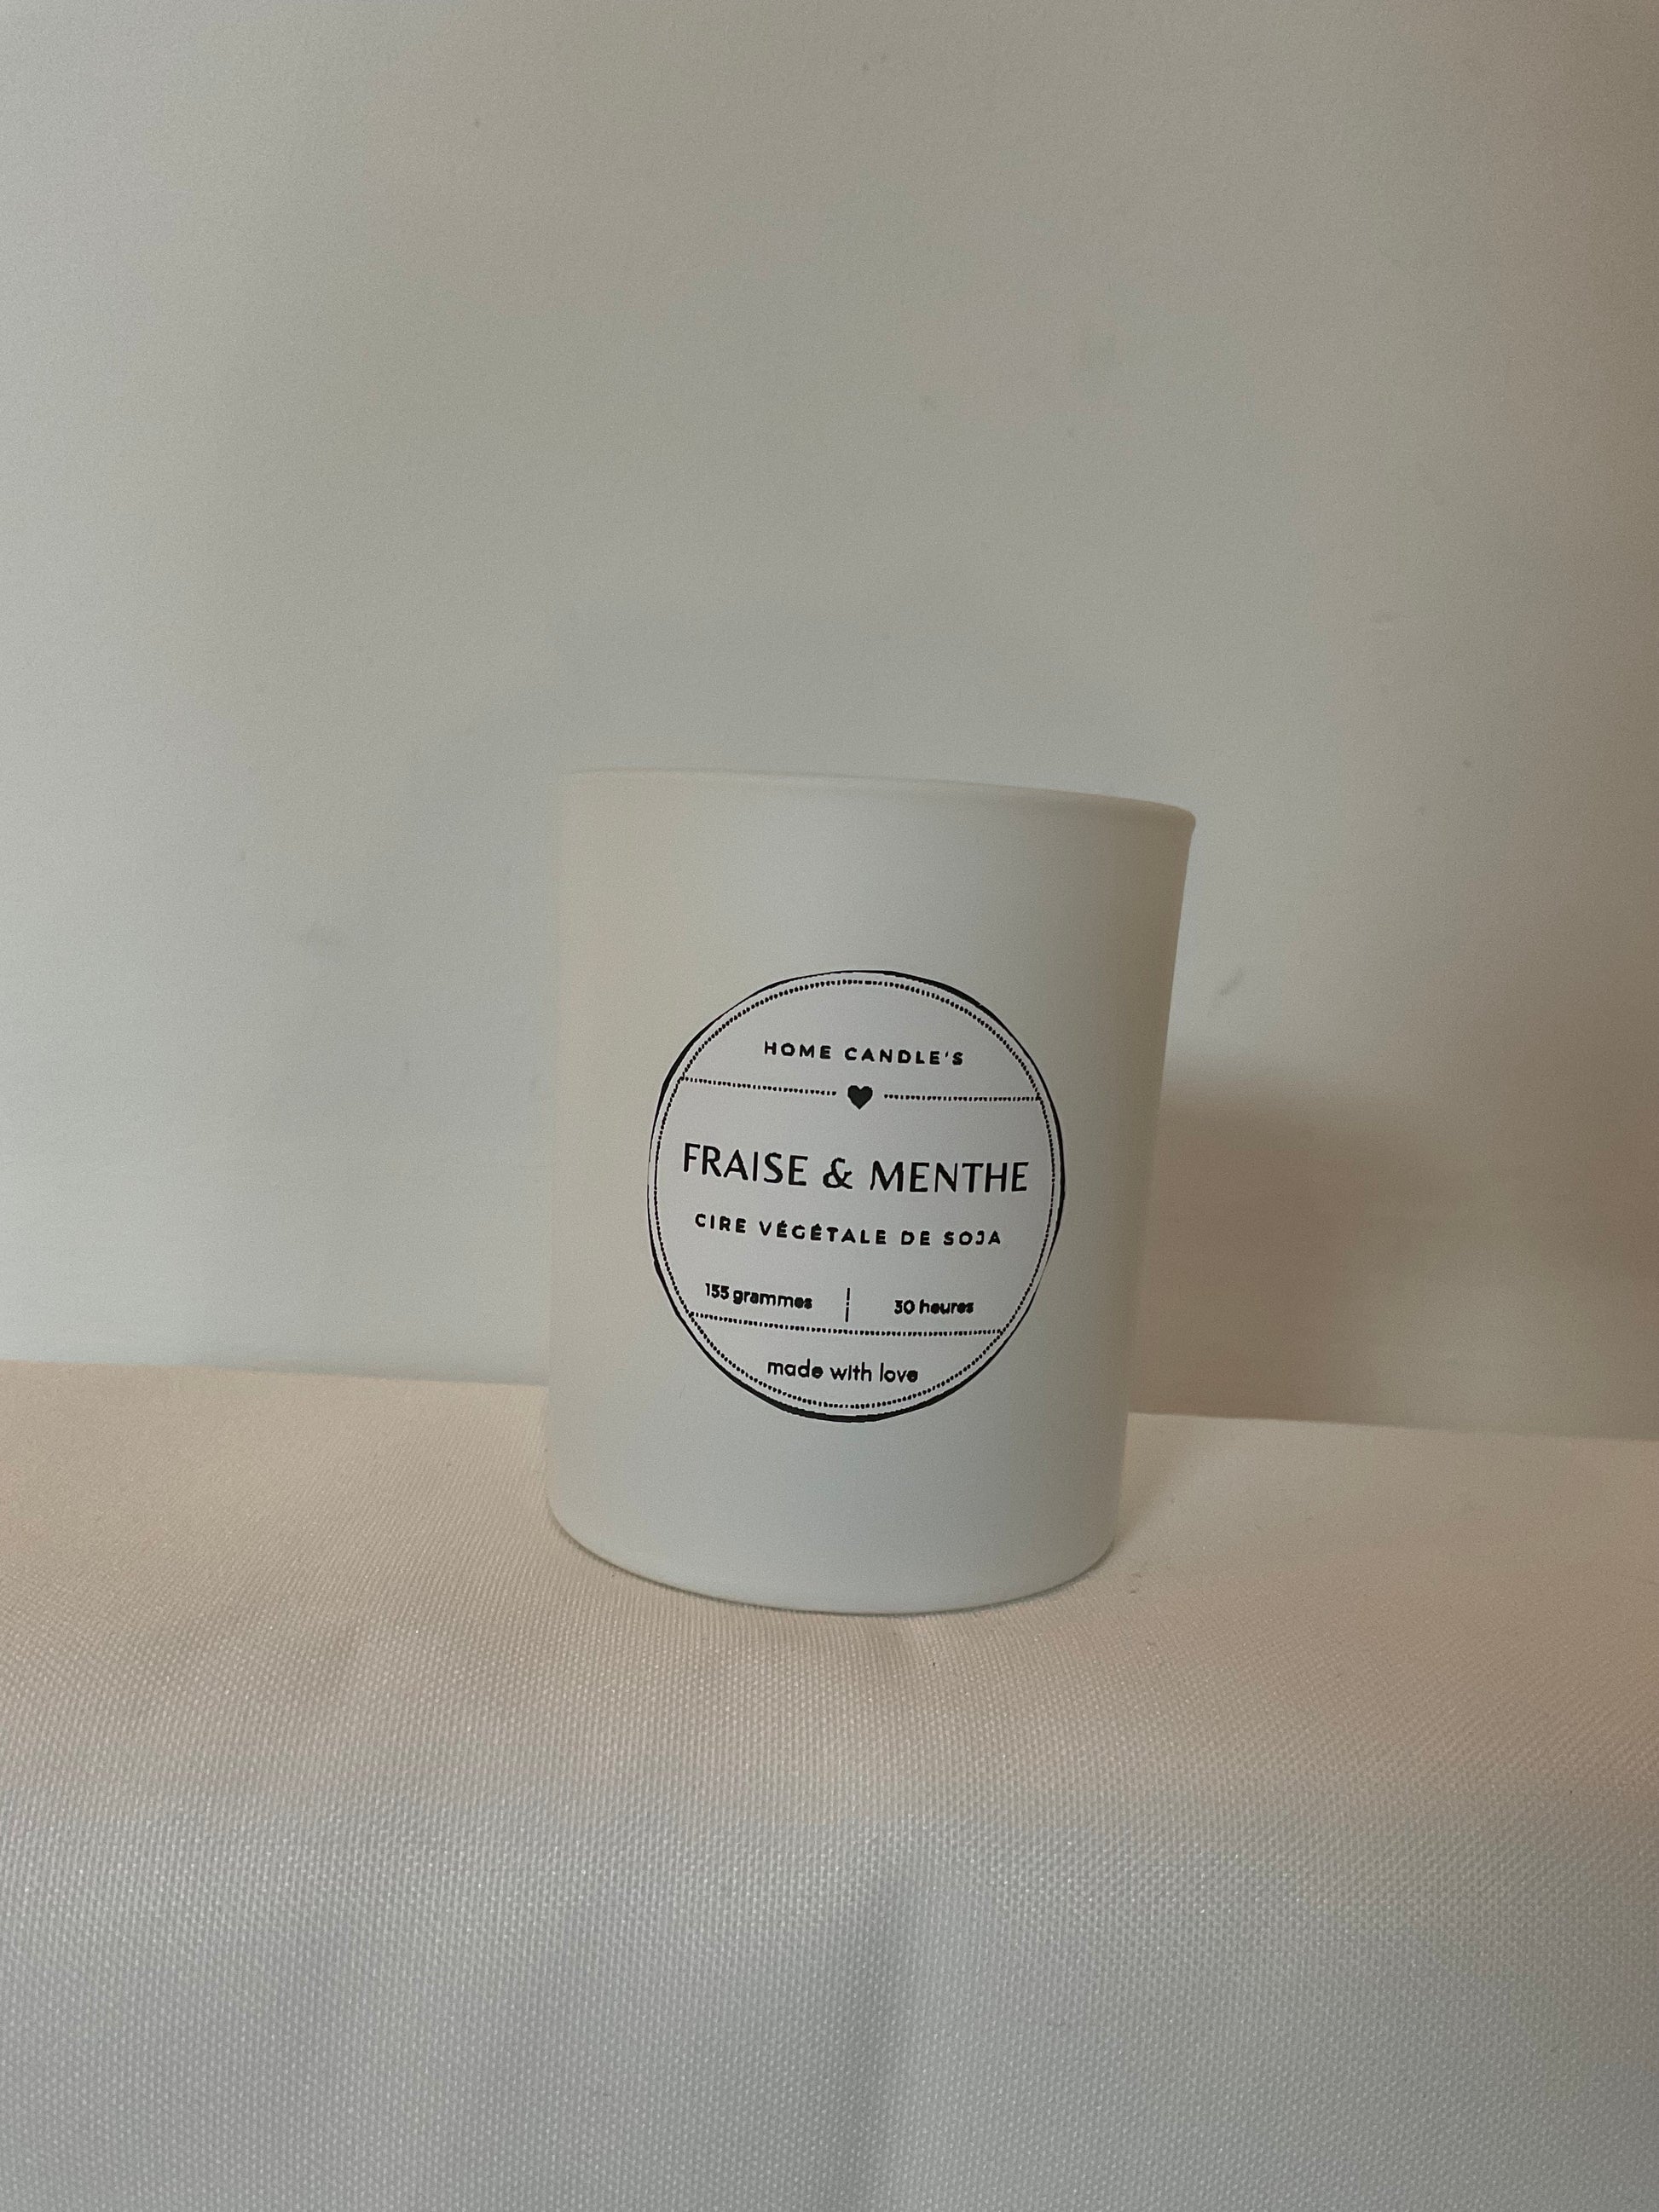 HOME CANDLE'S
FRAISE & MENTHE
CIRE VÉGÉTALE DE SOJA
155 grammes | 30 heures
made with love